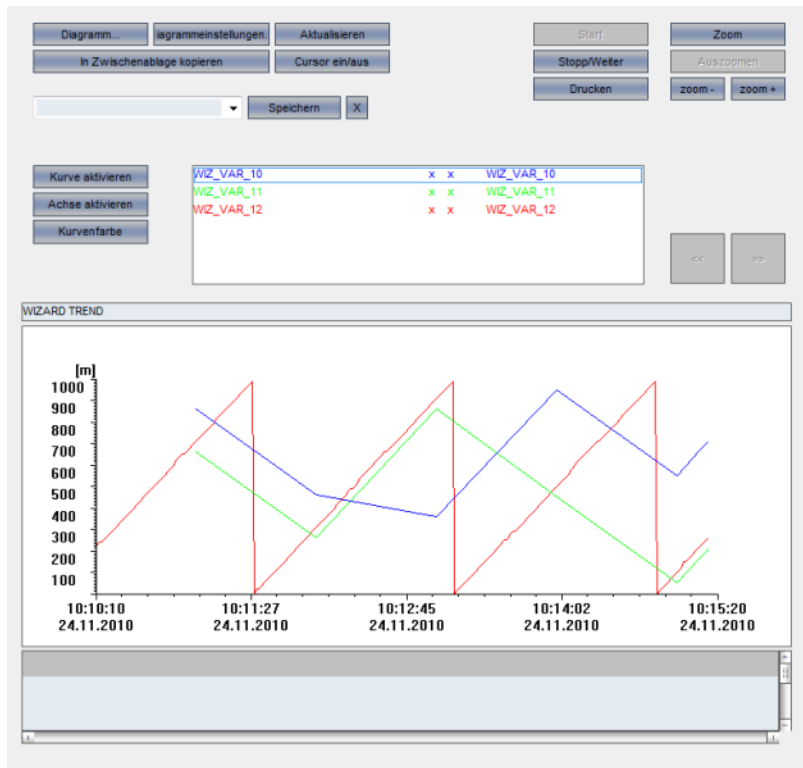 Diagramm... iagrammeinstellungen. Aktualisieren Start Zoom
In Zwischenablage kopieren Cursor ein/aus Stopp/Weiter Auszoomen
Drucken zoom - zoom +
Speichern X
Kurve aktivieren
Achse aktivieren
Kurvenfarbe
WIZ_VAR_10 x x WIZ_VAR_10
WIZ_VAR_11 x x WIZ_VAR_11
WIZ_VAR_12 x x WIZ_VAR_12
<< >>
WIZARD TREND
[m]
1000
900
800
700
600
500
400
300
200
100
10:10:10 10:11:27 10:12:45 10:14:02 10:15:20
24.11.2010 24.11.2010 24.11.2010 24.11.2010 24.11.2010